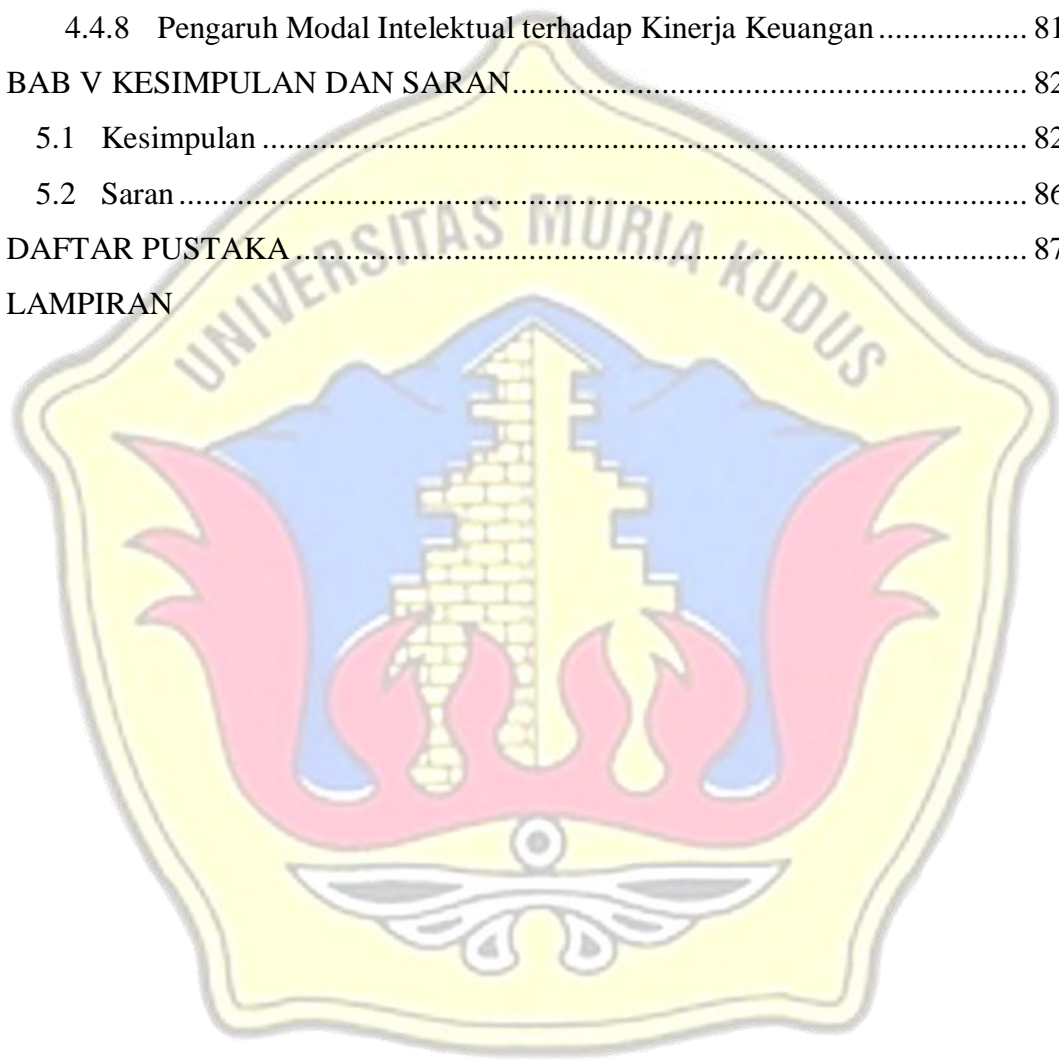 4.4.8 Pengaruh Modal Intelektual terhadap Kinerja Keuangan .................. 81
BAB V KESIMPULAN DAN SARAN ................................................................ 82
5.1 Kesimpulan ............................................................................................... 82
5.2 Saran ......................................................................................................... 86
DAFTAR PUSTAKA ........................................................................................... 87
LAMPIRAN
UNIVERSITAS MURIA KUDUS